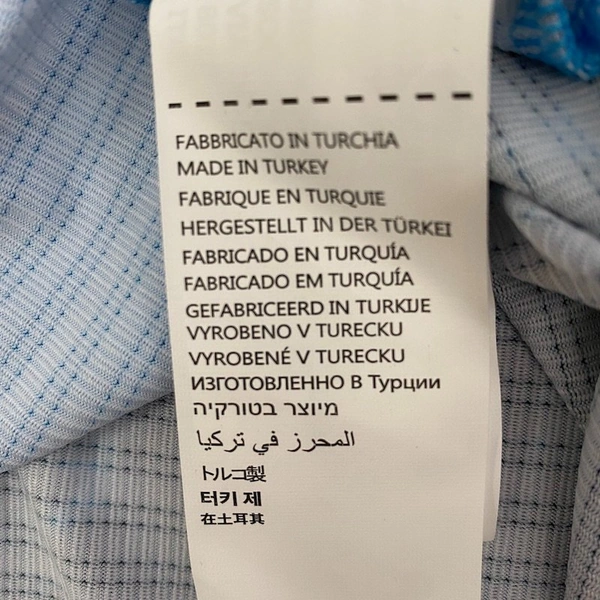 FABBRICATO IN TURCHIA
MADE IN TURKEY
FABRIQUE EN TURQUIE
HERGESTELLT IN DER TÜRKEI
FABRICADO EN TURQUÍA
FABRICADO EM TURQUÍA
GEFABRICEERD IN TURKIJE
VYROBENO V TURECKU
VYROBENÉ V TURECKU
ИЗГОТОВЛЕННО В Турции
מיוצר בטורקיה
المحرز في تركيا
トルコ製
터키 제
在土耳其